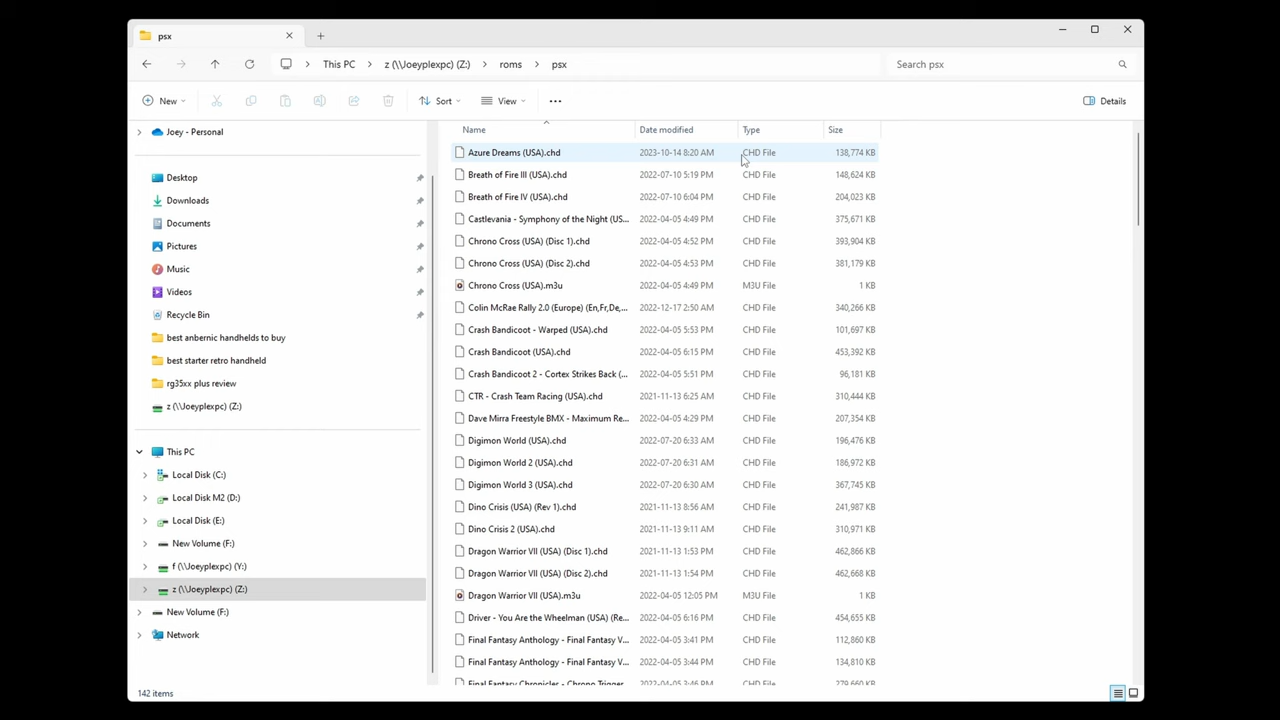 psx
This PC
z (\\Joeyplexpc) (Z:)
roms
psx
Search psx
New
Sort
View
Details
Joey - Personal
Desktop
Downloads
Documents
Pictures
Music
Videos
Recycle Bin
best anbernic handhelds to buy
best starter retro handheld
rg35xx plus review
z (\\Joeyplexpc) (Z:)
This PC
Local Disk (C:)
Local Disk M2 (D:)
Local Disk (E:)
New Volume (F:)
f (\\Joeyplexpc) (Y:)
z (\\Joeyplexpc) (Z:)
New Volume (F:)
Network
Name Date modified Type Size
Azure Dreams (USA).chd 2023-10-14 8:20 AM CHD File 138,774 KB
Breath of Fire III (USA).chd 2022-07-10 5:19 PM CHD File 148,624 KB
Breath of Fire IV (USA).chd 2022-07-10 6:04 PM CHD File 204,023 KB
Castlevania - Symphony of the Night (US... 2022-04-05 4:49 PM CHD File 375,671 KB
Chrono Cross (USA) (Disc 1).chd 2022-04-05 4:52 PM CHD File 393,904 KB
Chrono Cross (USA) (Disc 2).chd 2022-04-05 4:53 PM CHD File 381,179 KB
Chrono Cross (USA).m3u 2022-04-05 4:49 PM M3U File 1 KB
Colin McRae Rally 2.0 (Europe) (En,Fr,De,... 2022-12-17 2:50 AM CHD File 340,266 KB
Crash Bandicoot - Warped (USA).chd 2022-04-05 5:53 PM CHD File 101,697 KB
Crash Bandicoot (USA).chd 2022-04-05 6:15 PM CHD File 453,392 KB
Crash Bandicoot 2 - Cortex Strikes Back (... 2022-04-05 5:51 PM CHD File 96,181 KB
CTR - Crash Team Racing (USA).chd 2021-11-13 6:25 AM CHD File 310,444 KB
Dave Mirra Freestyle BMX - Maximum Re... 2022-04-05 4:29 PM CHD File 207,354 KB
Digimon World (USA).chd 2022-07-20 6:33 AM CHD File 196,476 KB
Digimon World 2 (USA).chd 2022-07-20 6:31 AM CHD File 186,972 KB
Digimon World 3 (USA).chd 2022-07-20 6:30 AM CHD File 367,745 KB
Dino Crisis (USA) (Rev 1).chd 2021-11-13 8:56 AM CHD File 241,987 KB
Dino Crisis 2 (USA).chd 2021-11-13 9:11 AM CHD File 310,971 KB
Dragon Warrior VII (USA) (Disc 1).chd 2021-11-13 1:53 PM CHD File 462,866 KB
Dragon Warrior VII (USA) (Disc 2).chd 2021-11-13 1:54 PM CHD File 462,668 KB
Dragon Warrior VII (USA).m3u 2022-04-05 12:05 PM M3U File 1 KB
Driver - You Are the Wheelman (USA) (Re... 2022-04-05 6:16 PM CHD File 454,655 KB
Final Fantasy Anthology - Final Fantasy V... 2022-04-05 3:41 PM CHD File 112,860 KB
Final Fantasy Anthology - Final Fantasy V... 2022-04-05 3:44 PM CHD File 134,810 KB
Final Fantasy Chronicles - Chrono Trigger... 2022-04-05 3:46 PM CHD File 279,660 KB
142 items